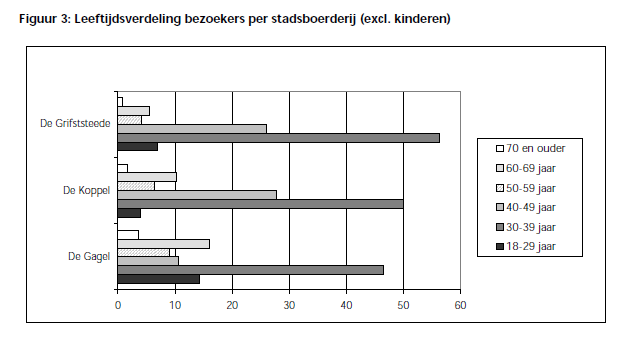 Figuur 3: Leeftijdsverdeling bezoekers per stadsboerderij (excl. kinderen)
De Grifststeede
De Koppel
De Gagel
0 10 20 30 40 50 60
70 en ouder
60-69 jaar
50-59 jaar
40-49 jaar
30-39 jaar
18-29 jaar